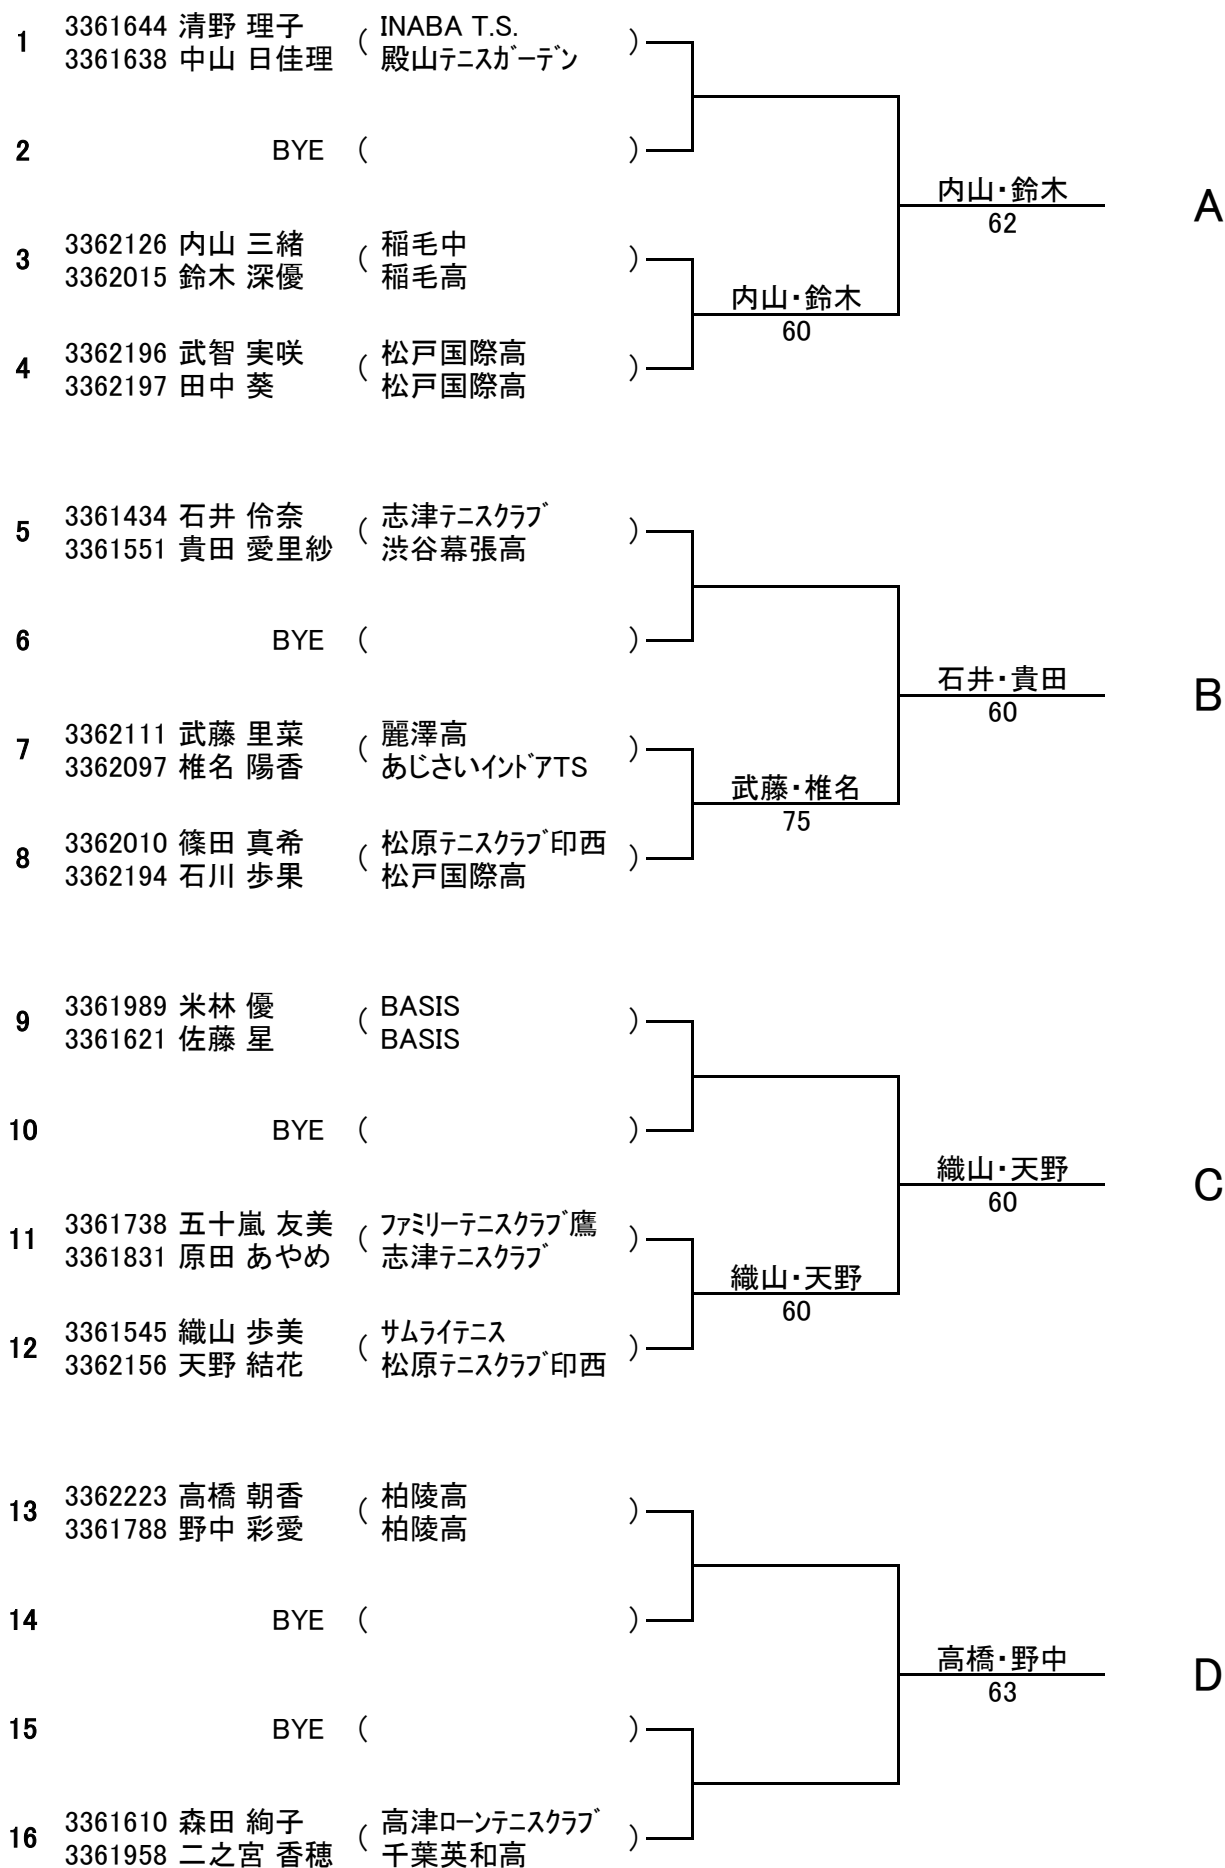 1 3361644 清野 理子 ( INABA T.S. )
3361638 中山 日佳理 殿山ﾃﾆｽｶﾞｰﾃﾞﾝ
2 BYE ( )
内山・鈴木 A
62
3 3362126 内山 三緒 ( 稲毛中 )
3362015 鈴木 深優 稲毛高
内山・鈴木
60
4 3362196 武智 実咲 ( 松戸国際高 )
3362197 田中 葵 松戸国際高
5 3361434 石井 伶奈 ( 志津ﾃﾆｽｸﾗﾌﾞ )
3361551 貴田 愛里紗 渋谷幕張高
6 BYE ( )
石井・貴田 B
60
7 3362111 武藤 里菜 ( 麗澤高 )
3362097 椎名 陽香 あじさいｲﾝﾄﾞｱTS
武藤・椎名
75
8 3362010 篠田 真希 ( 松原ﾃﾆｽｸﾗﾌﾞ印西 )
3362194 石川 歩果 松戸国際高
9 3361989 米林 優 ( BASIS )
3361621 佐藤 星 BASIS
10 BYE ( )
織山・天野 C
60
11 3361738 五十嵐 友美 ( ﾌｧﾐﾘｰﾃﾆｽｸﾗﾌﾞ鷹 )
3361831 原田 あやめ 志津ﾃﾆｽｸﾗﾌﾞ
織山・天野
60
12 3361545 織山 歩美 ( ｻﾑﾗｲﾃﾆｽ )
3362156 天野 結花 松原ﾃﾆｽｸﾗﾌﾞ印西
13 3362223 高橋 朝香 ( 柏陵高 )
3361788 野中 彩愛 柏陵高
14 BYE ( )
高橋・野中 D
63
15 BYE ( )
16 3361610 森田 絢子 ( 高津ﾛｰﾝﾃﾆｽｸﾗﾌﾞ )
3361958 二之宮 香穂 千葉英和高